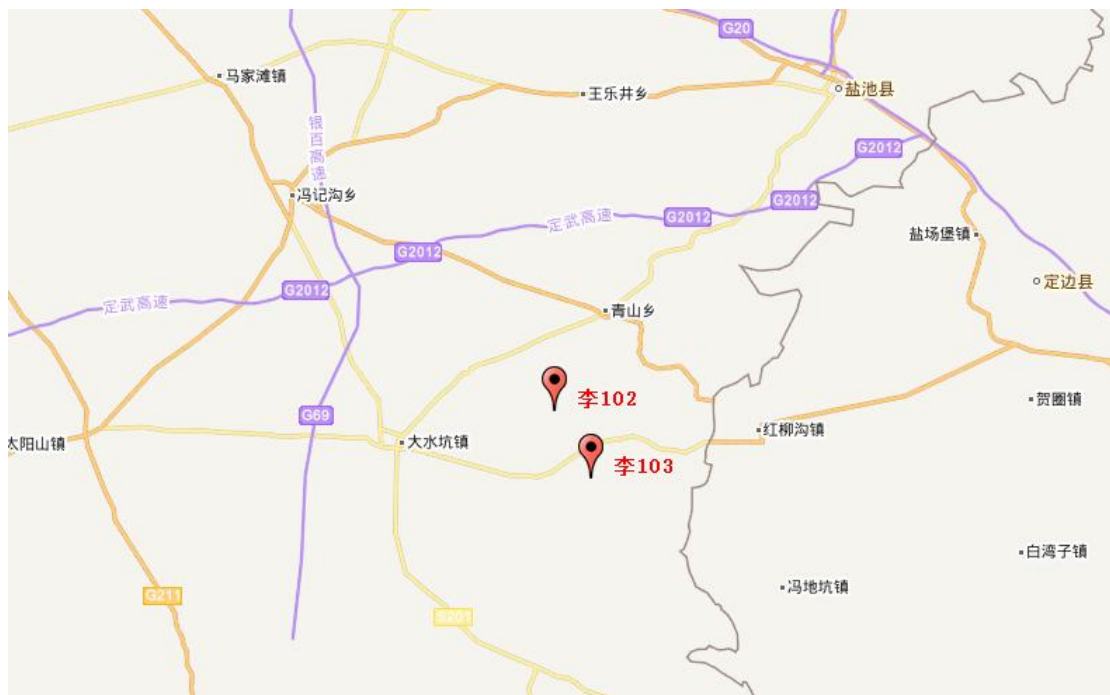 G20
马家滩镇
王乐井乡
盐池县
银百高速
G2012
冯记沟乡
G2012
定武高速
G2012
盐场堡镇
G2012
定边县
G2012
定武高速
青山乡
李102
贺圈镇
G69
红柳沟镇
太阳山镇
大水坑镇
李103
白湾子镇
冯地坑镇
G211
S201